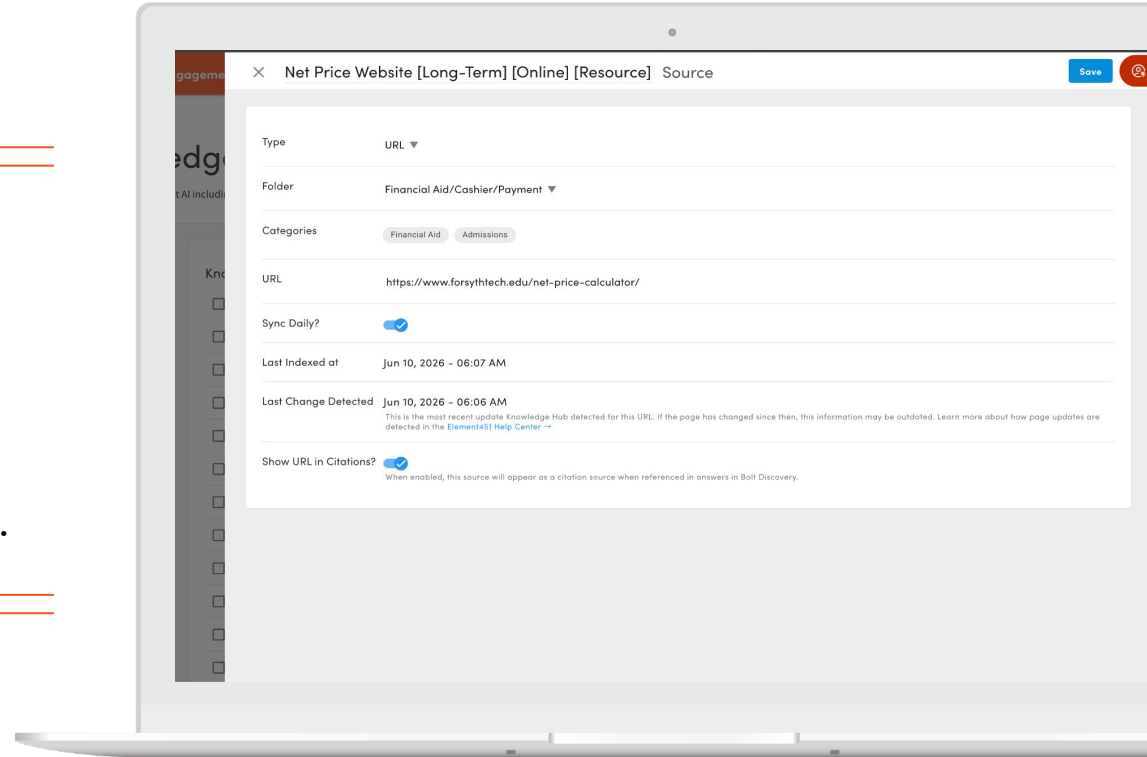 Net Price Website [Long-Term] [Online] [Resource] Source
Save
Type
URL
Folder
Financial Aid/Cashier/Payment
Categories
Financial Aid Admissions
URL
https://www.forsythtech.edu/net-price-calculator/
Sync Daily?
Last Indexed at
Jun 10, 2026 - 06:07 AM
Last Change Detected
Jun 10, 2026 - 06:06 AM
This is the most recent update Knowledge Hub detected for this URL. If the page has changed since then, this information may be outdated. Learn more about how page updates are
detected in the Element451 Help Center →
Show URL in Citations?
When enabled, this source will appear as a citation source when referenced in answers in Bolt Discovery.